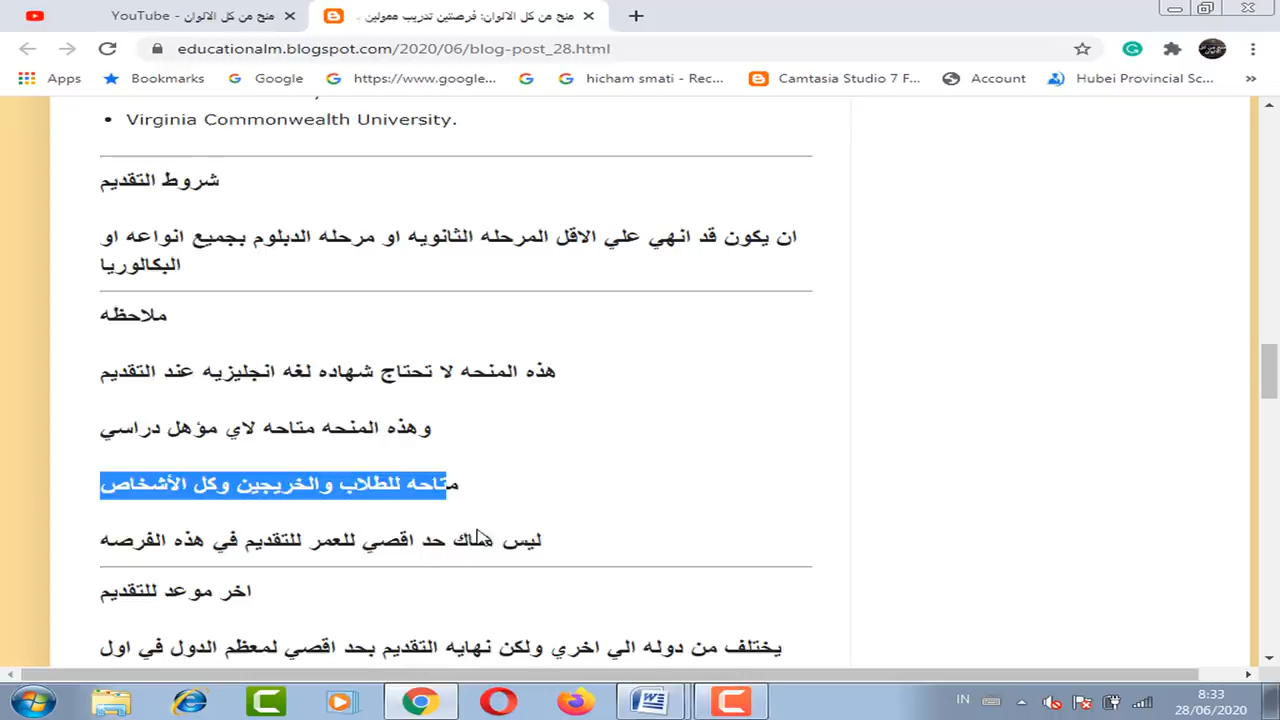 منح من كل الالوان - YouTube
منح من كل الالوان: فرصتين تدريب ممولين
educationalm.blogspot.com/2020/06/blog-post_28.html
Apps
Bookmarks
Google
https://www.google...
hicham smati - Rec...
Camtasia Studio 7 F...
Account
Hubei Provincial Sc...
»
• Virginia Commonwealth University.
شروط التقديم
ان يكون قد انهي علي الاقل المرحله الثانويه او مرحله الدبلوم بجميع انواعه او
البكالوريا
ملاحظه
هذه المنحه لا تحتاج شهاده لغه انجليزيه عند التقديم
وهذه المنحه متاحه لاي مؤهل دراسي
متاحه للطلاب والخريجين وكل الأشخاص
ليس هناك حد اقصي للعمر للتقديم في هذه الفرصه
اخر موعد للتقديم
يختلف من دوله الي اخري ولكن نهايه التقديم بحد اقصي لمعظم الدول في اول
IN
8:33
28/06/2020